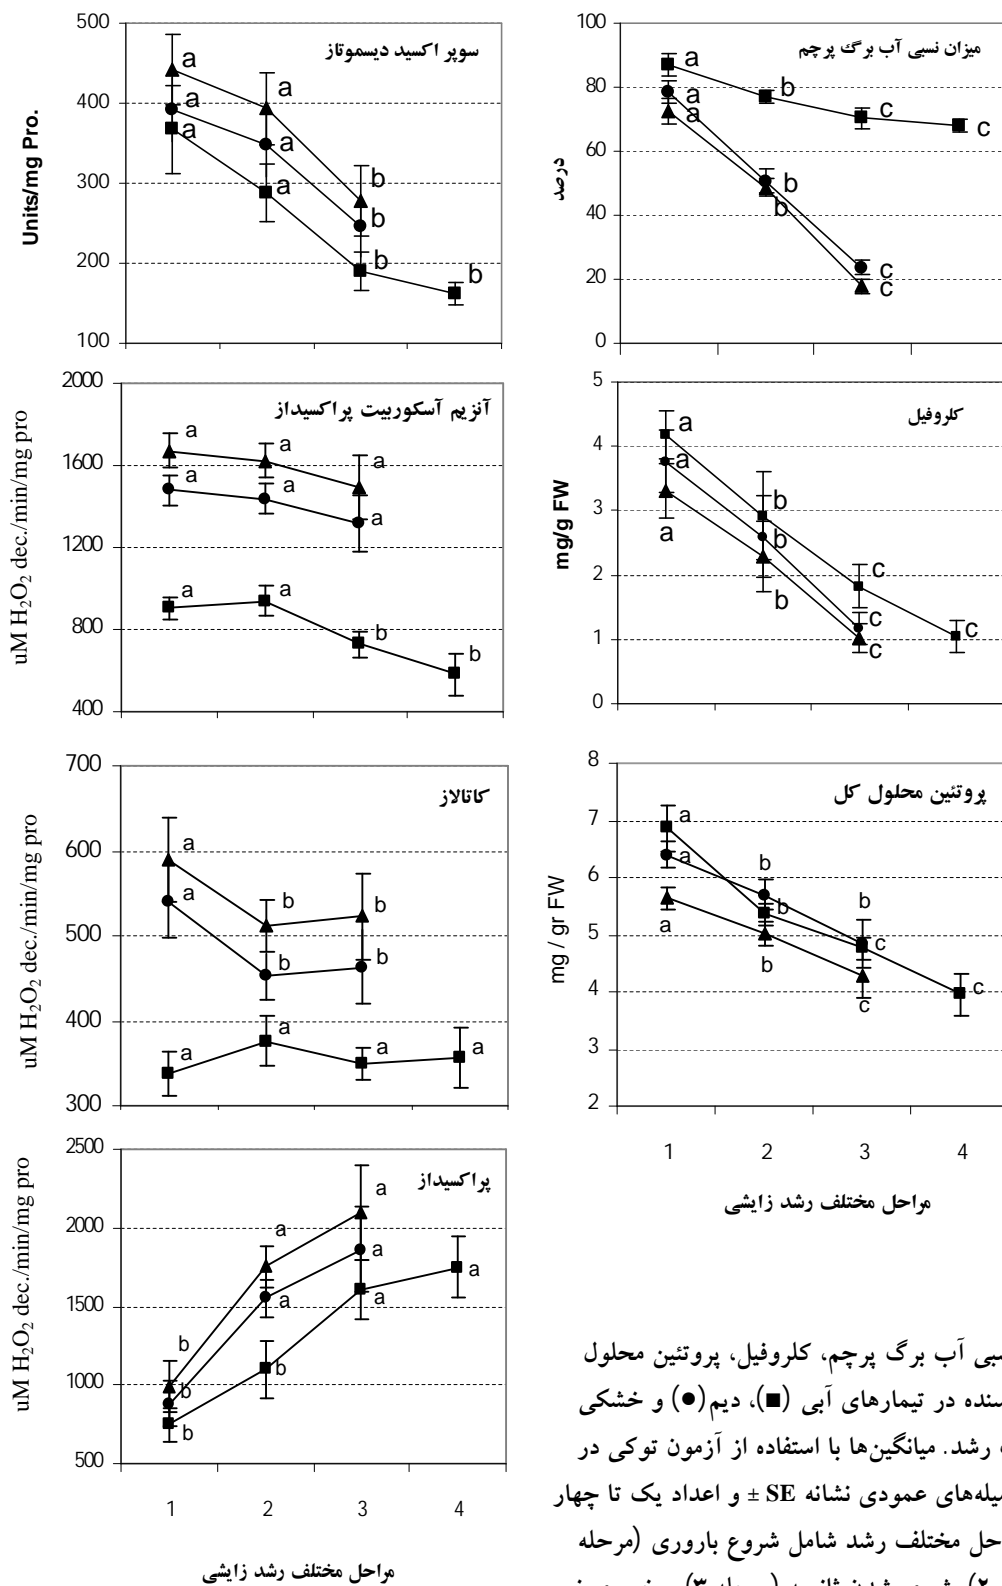 سوپر اکسید دیسموتاز
Units/mg Pro.
500
400
300
200
100
a
a
a
a
a
a
b
b
b
b
میزان نسبی آب برگ پرچم
درصد
100
80
60
40
20
0
a
a
a
b
b
b
c
c
c
c
آنزیم آسکوربیت پراکسیداز
uM H₂O₂ dec./min/mg pro
2000
1600
1200
800
400
a
a
a
a
a
a
a
a
b
b
کلروفیل
mg/g FW
5
4
3
2
1
0
a
a
a
b
b
b
c
c
c
c
کاتالاز
uM H₂O₂ dec./min/mg pro
700
600
500
400
300
a
a
b
b
b
b
a
a
a
a
پروتئین محلول کل
mg / gr FW
8
7
6
5
4
3
2
a
a
a
b
b
b
b
c
c
c
1 2 3 4
مراحل مختلف رشد زایشی
پراکسیداز
uM H₂O₂ dec./min/mg pro
2500
2000
1500
1000
500
b
b
b
a
a
b
a
a
a
a
1 2 3 4
مراحل مختلف رشد زایشی
سبی آب برگ پرچم، کلروفیل، پروتئین محلول
سنده در تیمارهای آبی (■)، دیم(●) و خشکی
رشد. میانگین‌ها با استفاده از آزمون توکی در
میله‌های عمودی نشانه SE ± و اعداد یک تا چهار
حل مختلف رشد شامل شروع باروری (مرحله